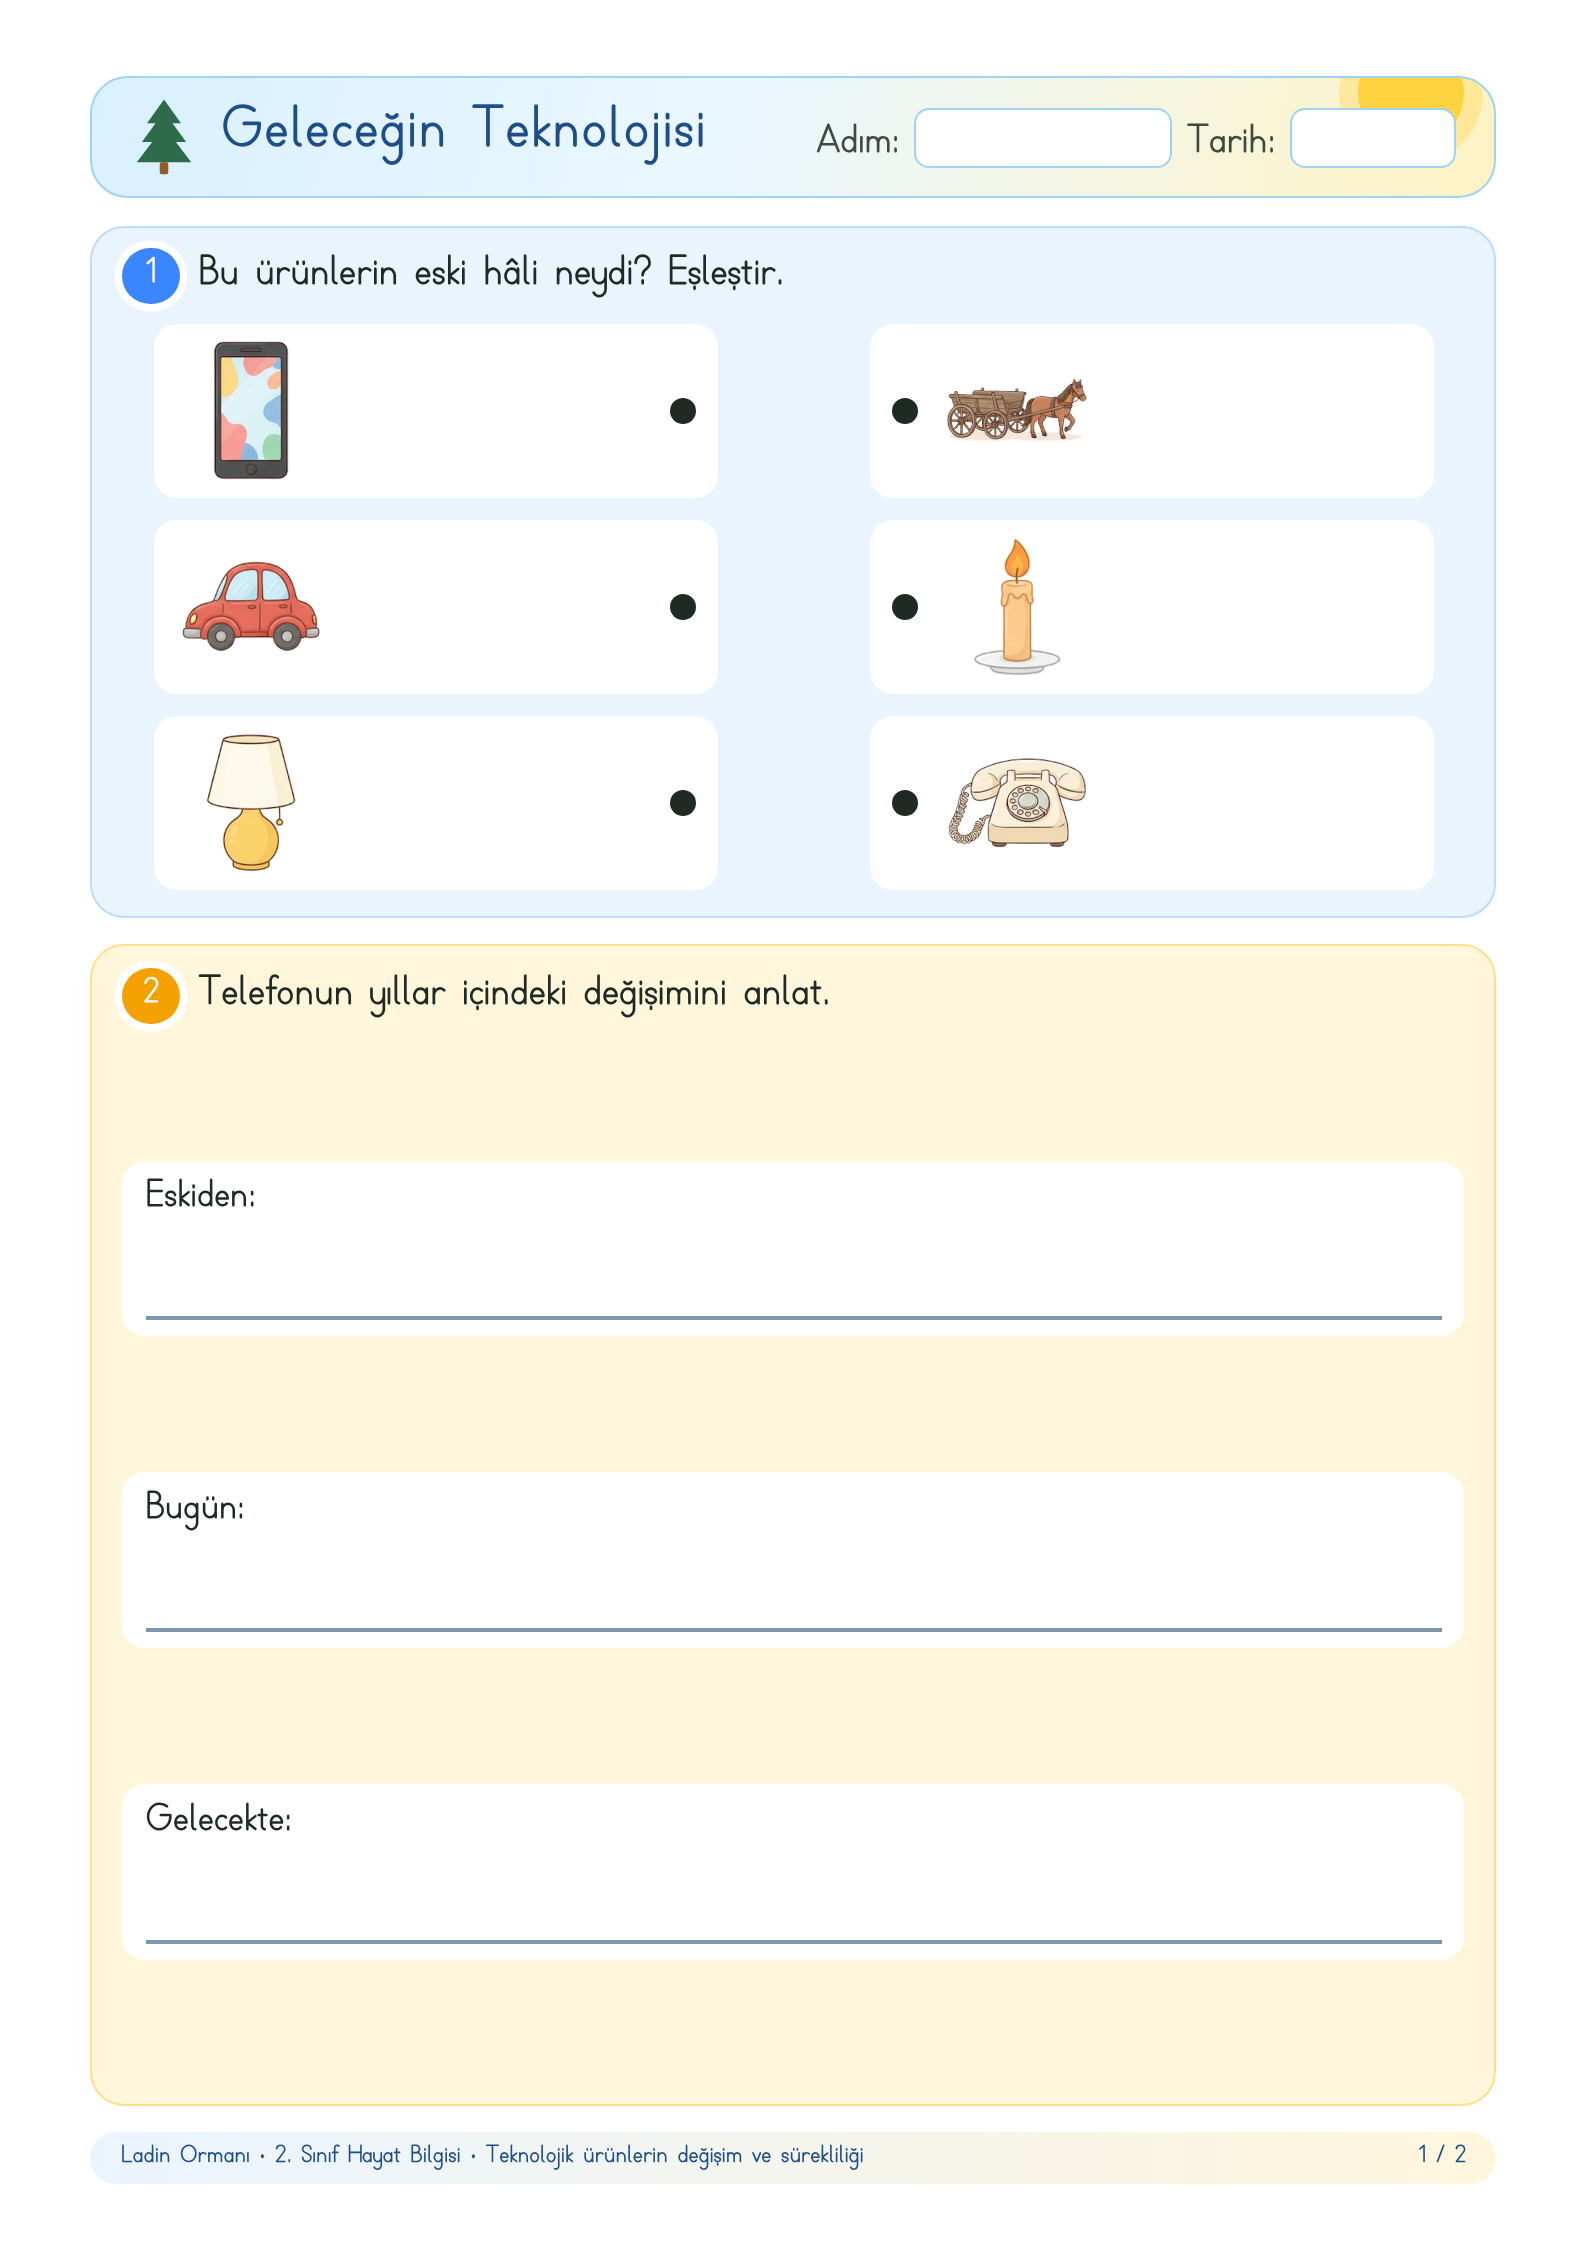 Geleceğin Teknolojisi
Adım:
Tarih:
1
Bu ürünlerin eski hâli neydi? Eşleştir.
2
Telefonun yıllar içindeki değişimini anlat.
Eskiden:
Bugün:
Gelecekte:
Ladin Ormanı • 2. Sınıf Hayat Bilgisi • Teknolojik ürünlerin değişim ve sürekliliği
1 / 2